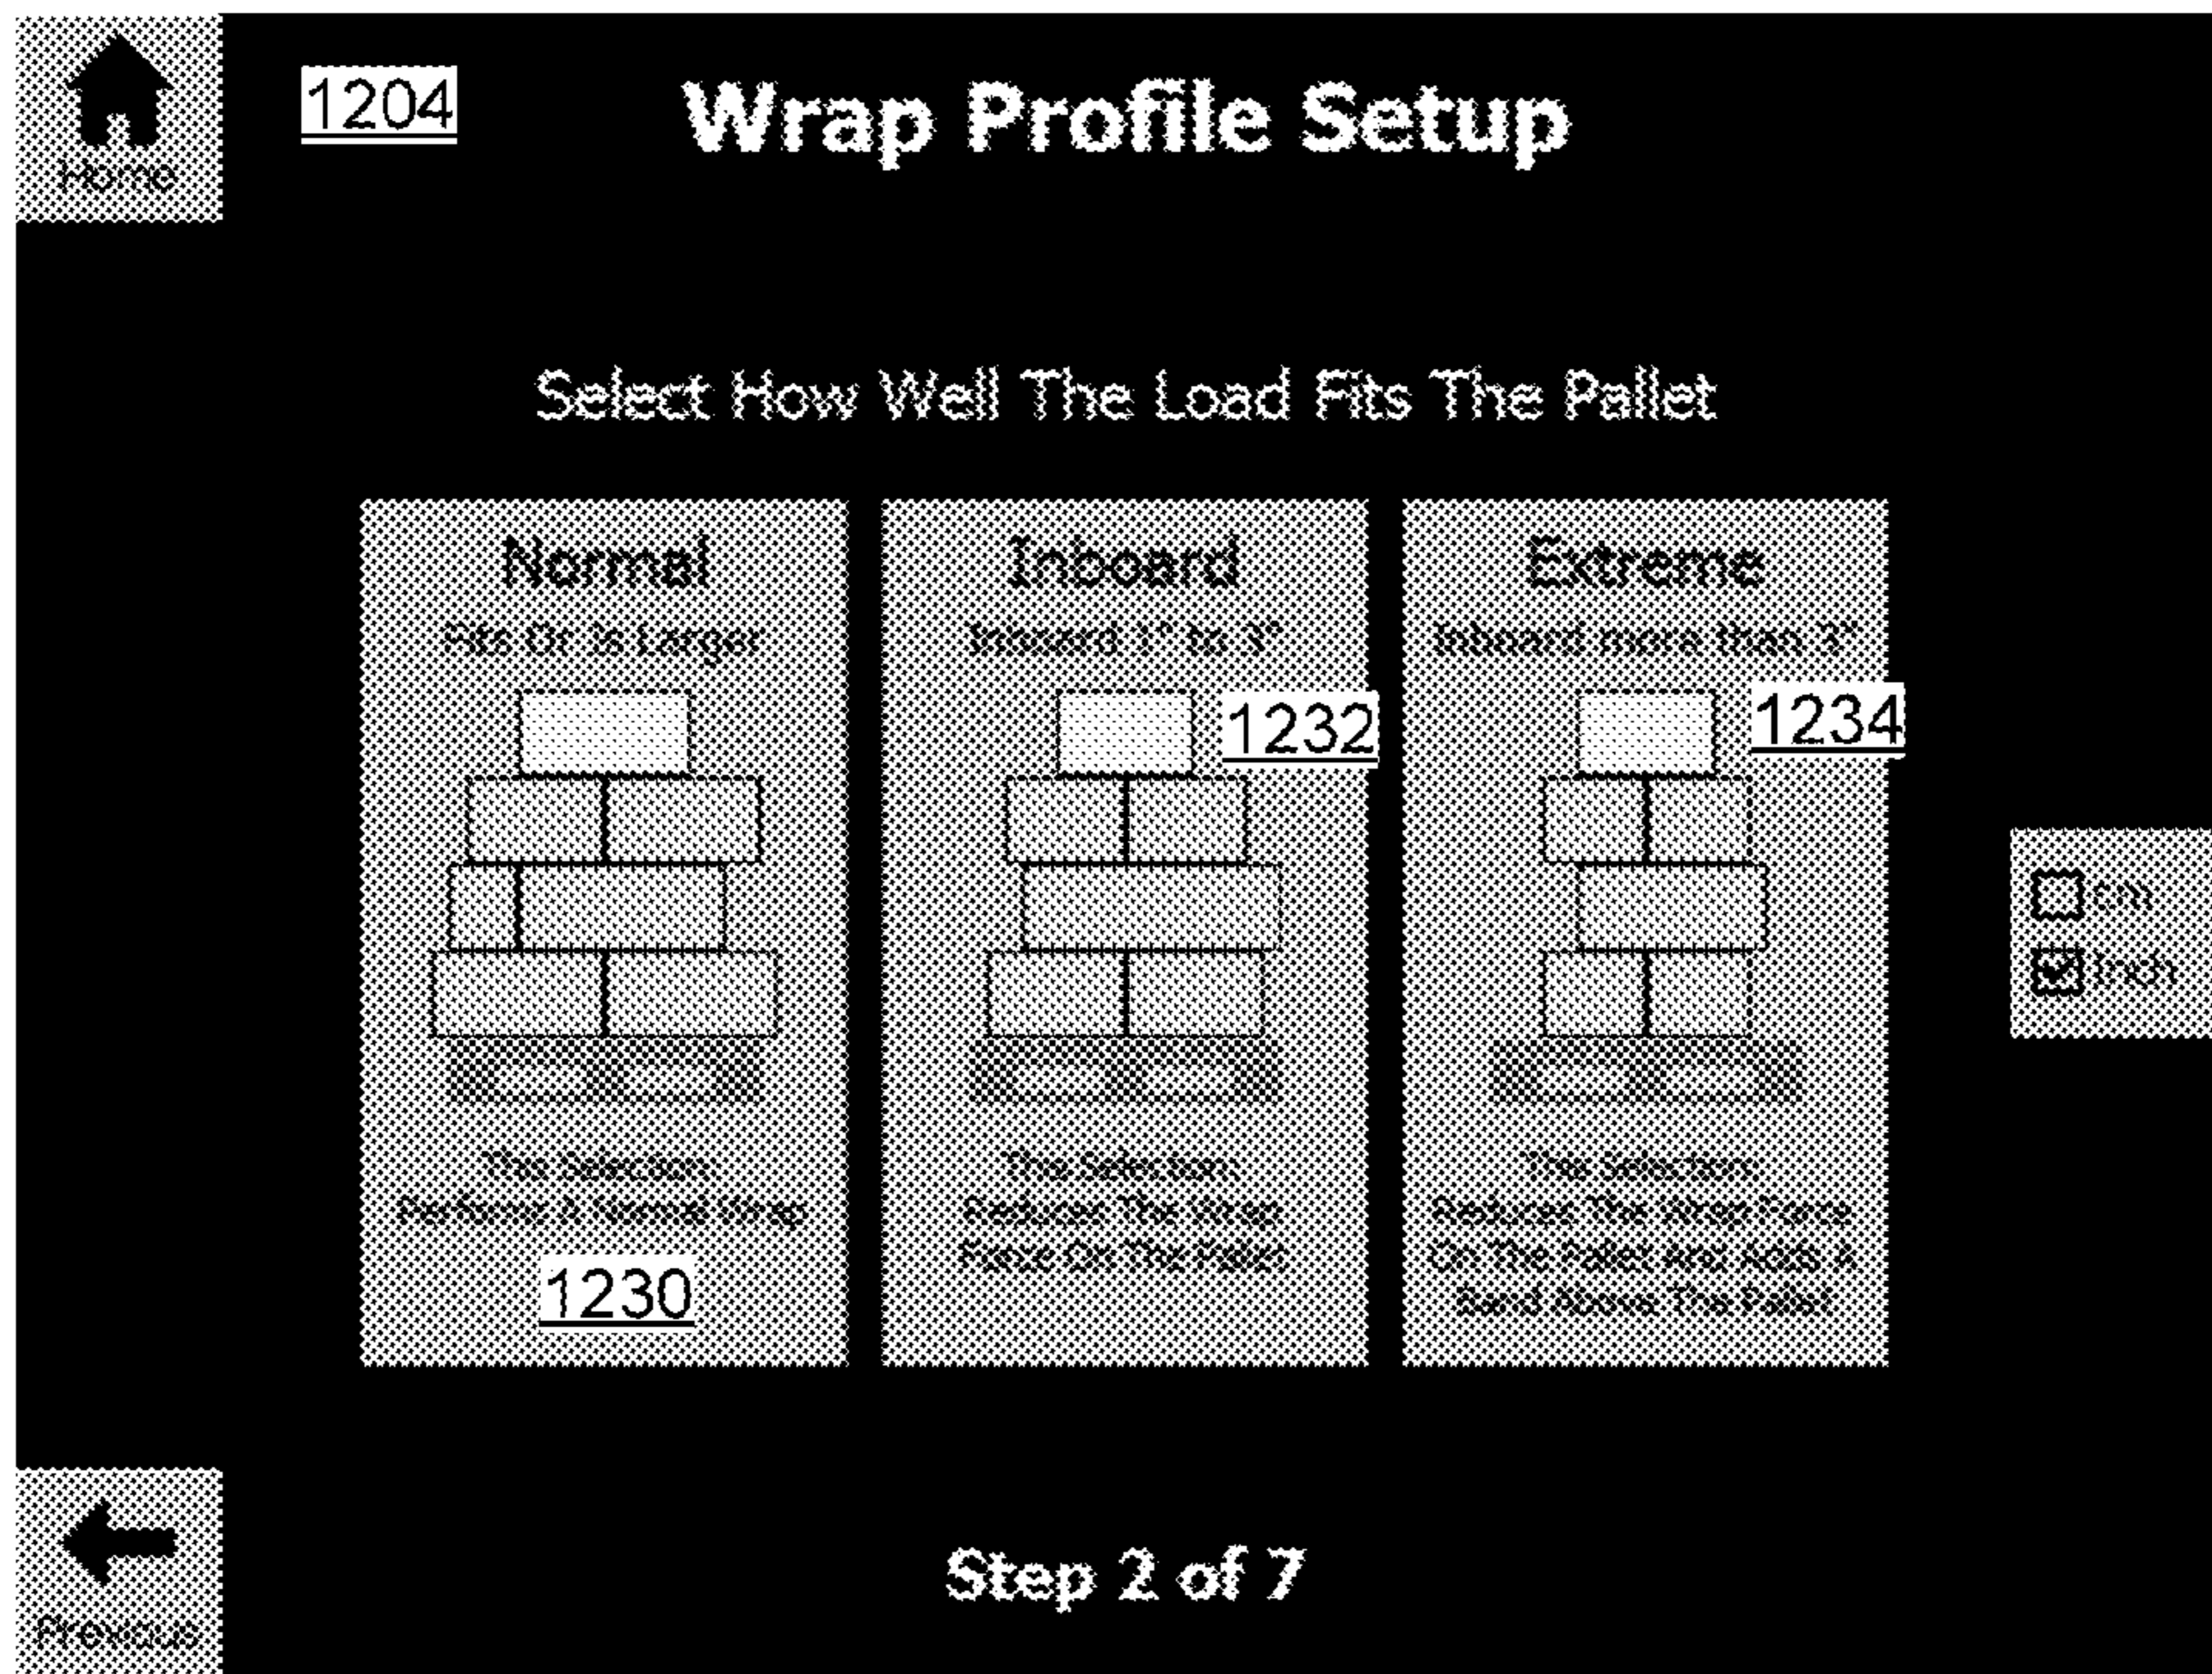 1204
Wrap Profile Setup
Home
Select How Well The Load Fits The Pallet
Normal
Fits Or Is Larger
This Selection:
Performs A Normal Wrap
1230
Inboard
Inboard 1" to 3"
1232
This Selection:
Reduces The Wrap
Force On The Pallet
Extreme
Inboard more than 3"
1234
This Selection:
Reduces The Wrap Force
On The Pallet And Adds A
Band Above The Pallet
cm
Inch
Previous
Step 2 of 7